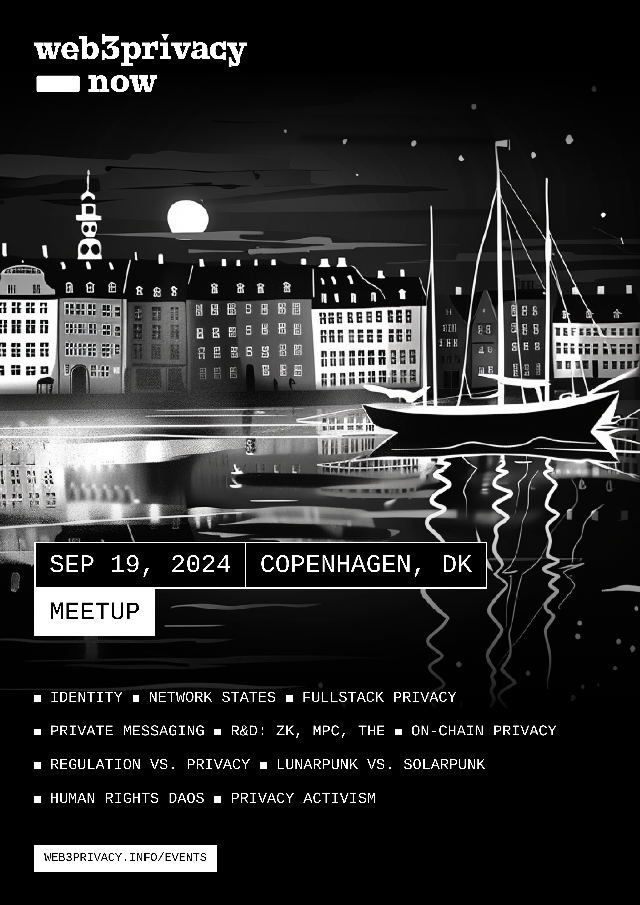 web3privacy
now
SEP 19, 2024 COPENHAGEN, DK
MEETUP
■ IDENTITY ■ NETWORK STATES ■ FULLSTACK PRIVACY
■ PRIVATE MESSAGING ■ R&D: ZK, MPC, THE ■ ON-CHAIN PRIVACY
■ REGULATION VS. PRIVACY ■ LUNARPUNK VS. SOLARPUNK
■ HUMAN RIGHTS DAOS ■ PRIVACY ACTIVISM
WEB3PRIVACY.INFO/EVENTS